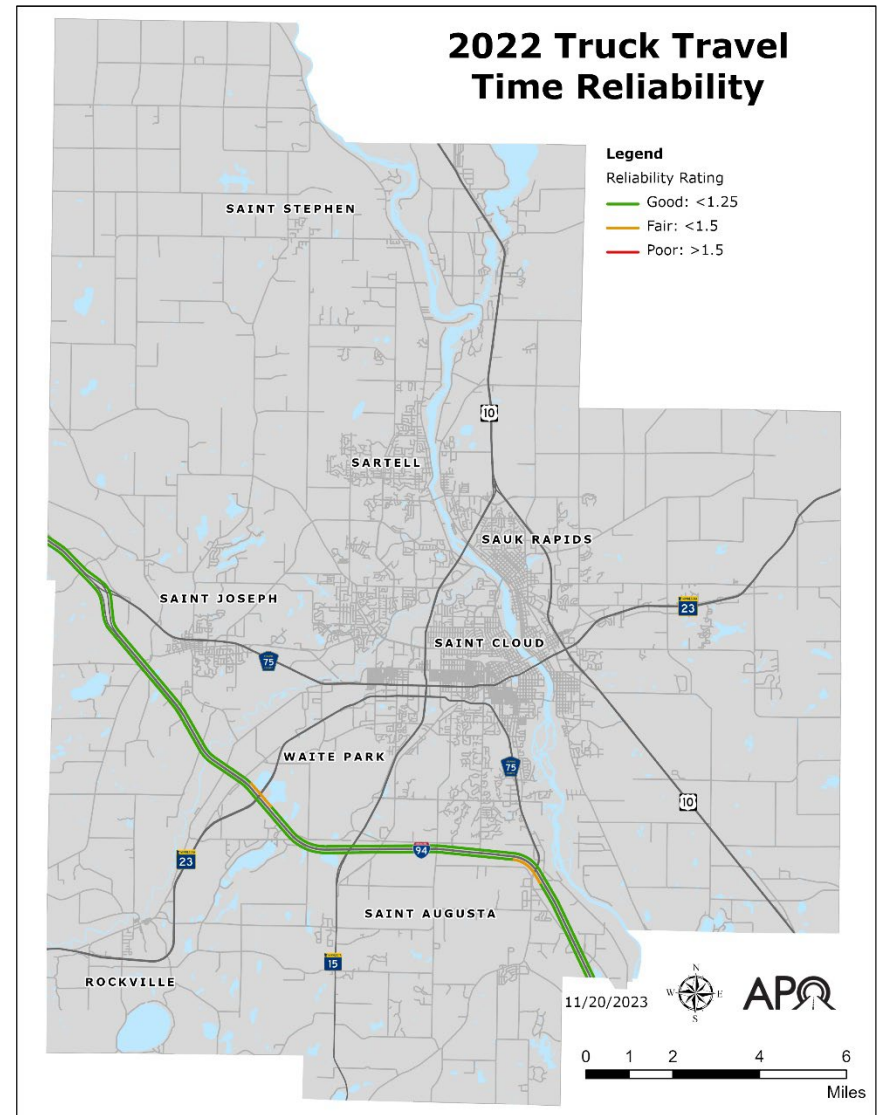 2022 Truck Travel
Time Reliability
Legend
Reliability Rating
Good: <1.25
Fair: <1.5
Poor: >1.5
SAINT STEPHEN
10
SARTELL
SAUK RAPIDS
SAINT JOSEPH
23
SAINT CLOUD
75
WAITE PARK
75
10
94
23
SAINT AUGUSTA
15
ROCKVILLE
N
W E
S
11/20/2023
APO
0 1 2 4 6
Miles